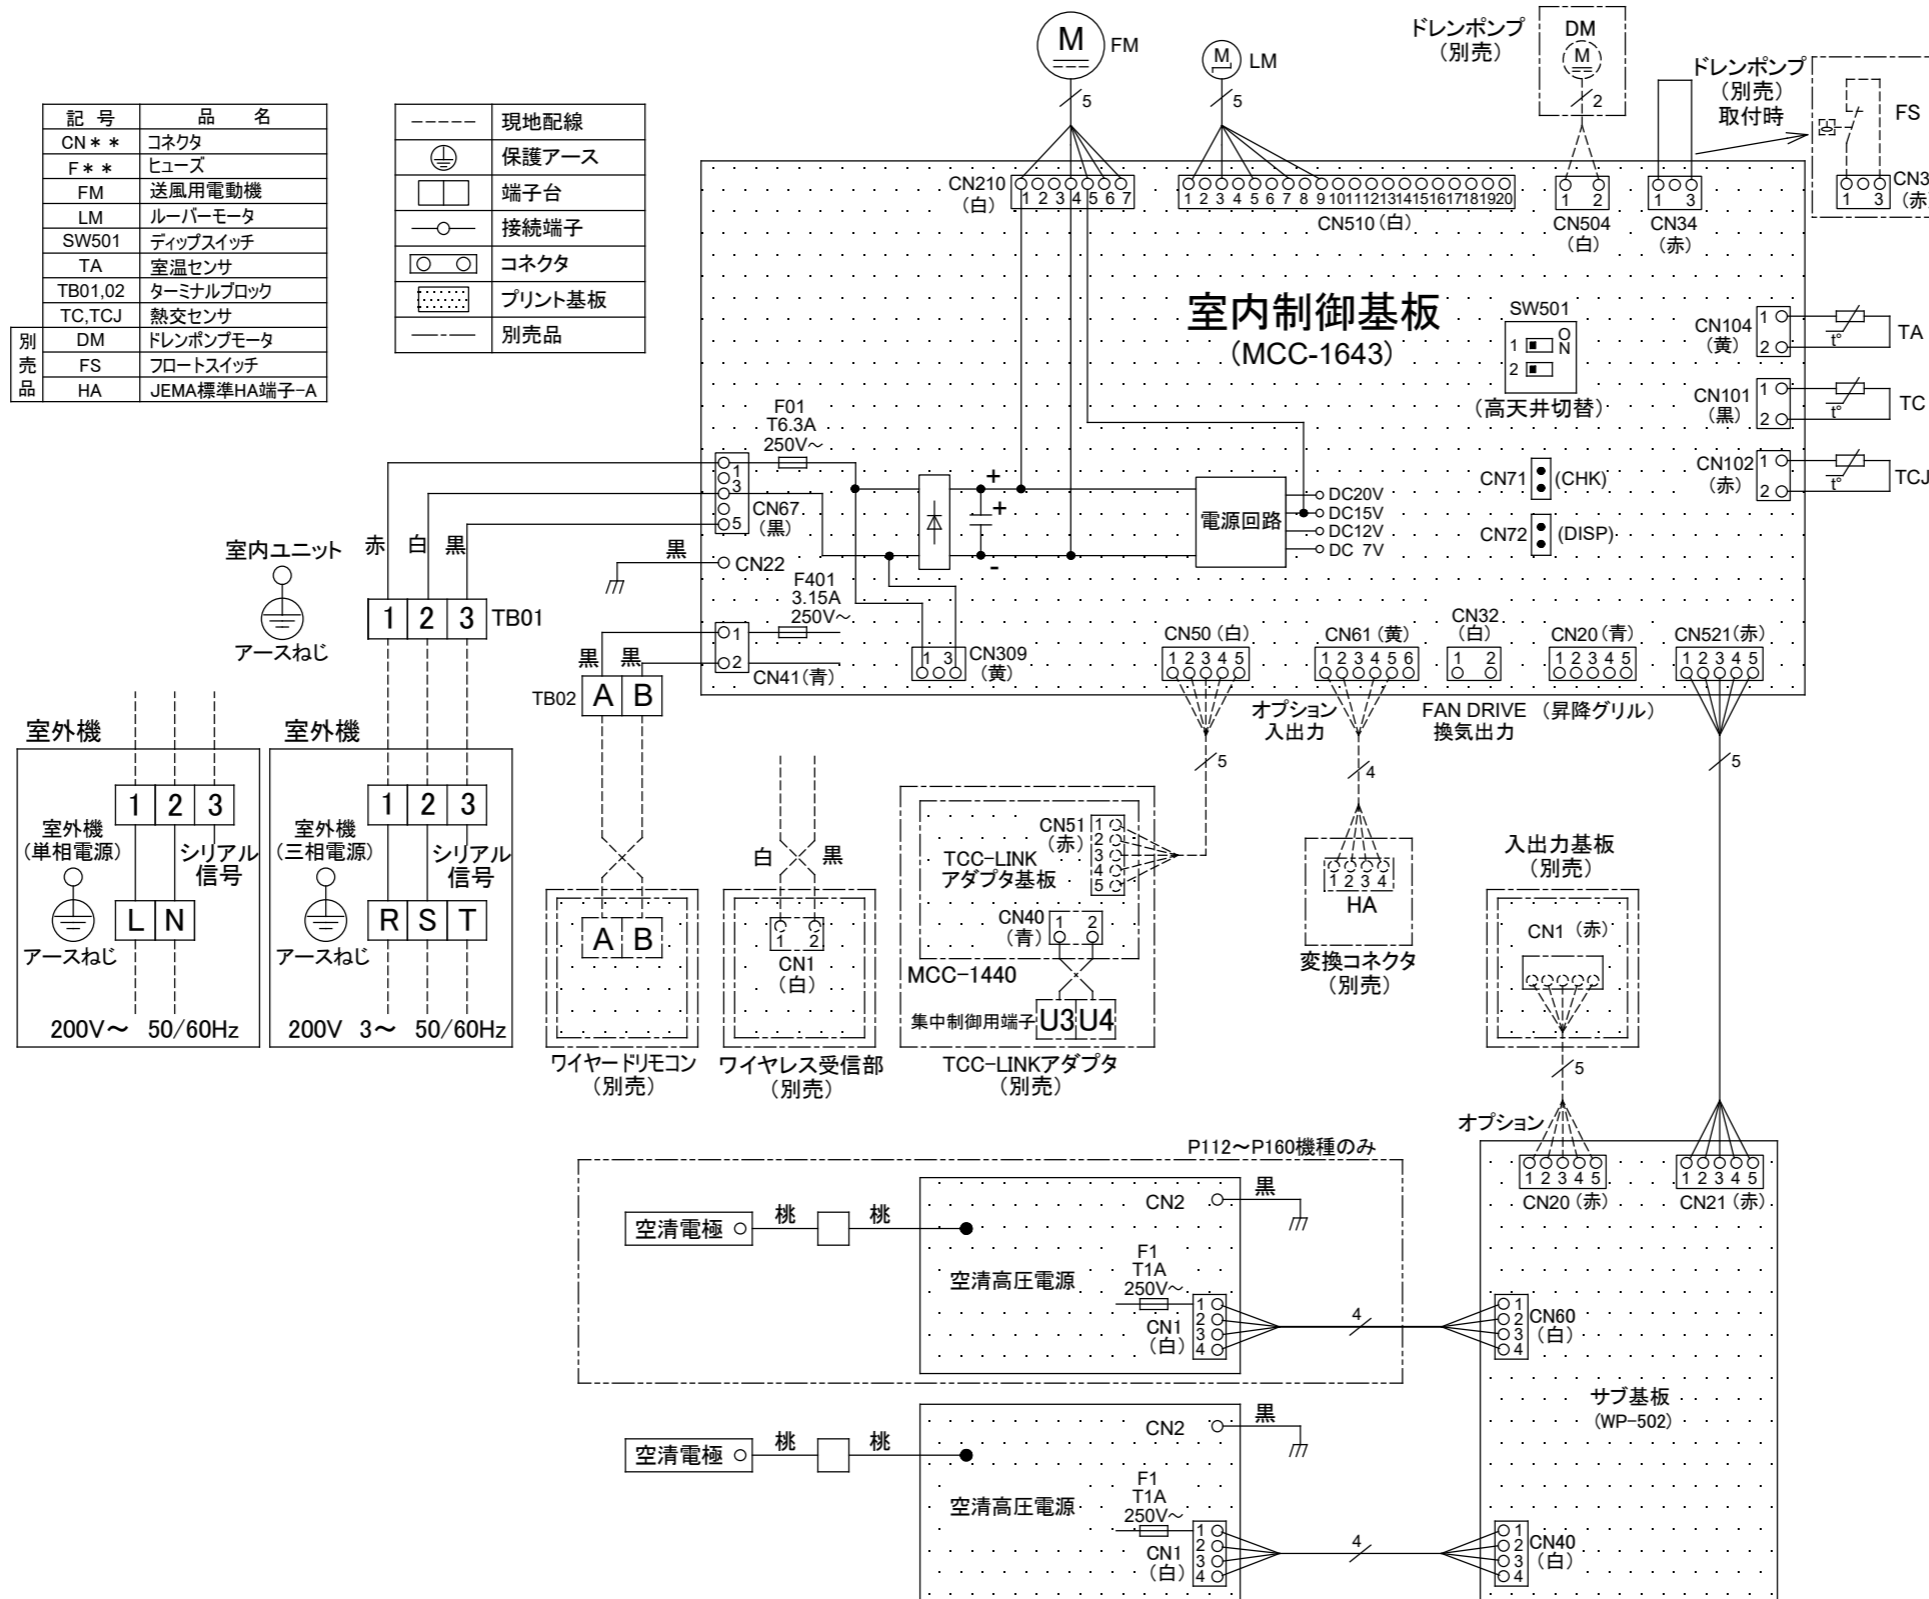 記 号 品 名
CN＊＊ コネクタ
F＊＊ ヒューズ
FM 送風用電動機
LM ルーバーモータ
SW501 ディップスイッチ
TA 室温センサ
TB01,02 ターミナルブロック
TC,TCJ 熱交センサ
別売品
DM ドレンポンプモータ
FS フロートスイッチ
HA JEMA標準HA端子-A
現地配線
保護アース
端子台
接続端子
コネクタ
プリント基板
別売品
M FM
5
M LM
5
ドレンポンプ
（別売）
DM
M
2
ドレンポンプ
（別売）
取付時
FS
CN3
（赤
1 3
CN210
（白）
1 2 3 4 5 6 7
1 2 3 4 5 6 7 8 9 10 11 12 13 14 15 16 17 18 19 20
CN510（白）
1 2
CN504
（白）
1 3
CN34
（赤）
室内制御基板
（MCC-1643）
SW501
1 ON
2
（高天井切替）
CN104
（黄）
1
2
t°
TA
CN101
（黒）
1
2
t°
TC
CN102
（赤）
1
2
t°
TCJ
CN71 （CHK）
CN72 （DISP）
F01
T6.3A
250V～
1
3
5
CN67
（黒）
+
+
-
電源回路
DC20V
DC15V
DC12V
DC 7V
黒
CN22
F401
3.15A
250V～
1
2
CN41（青）
1 3
CN309
（黄）
CN50（白）
1 2 3 4 5
CN61（黄）
1 2 3 4 5 6
CN32
（白）
1 2
CN20（青）
1 2 3 4 5
CN521（赤）
1 2 3 4 5
オプション
入出力
FAN DRIVE
換気出力
（昇降グリル）
室内ユニット
アースねじ
赤 白 黒
1 2 3 TB01
黒 黒
TB02 A B
室外機
1 2 3
室外機
（単相電源）
シリアル
信号
アースねじ
L N
200V～ 50/60Hz
室外機
1 2 3
室外機
（三相電源）
シリアル
信号
アースねじ
R S T
200V 3～ 50/60Hz
A B
ワイヤードリモコン
（別売）
白 黒
1 2
CN1
（白）
ワイヤレス受信部
（別売）
5
CN51
（赤）
1
2
3
4
5
TCC-LINK
アダプタ基板
CN40
（青）
1 2
MCC-1440
集中制御用端子 U3 U4
TCC-LINKアダプタ
（別売）
4
1 2 3 4
HA
変換コネクタ
（別売）
入出力基板
（別売）
CN1（赤）
5
5
オプション
1 2 3 4 5
CN20（赤）
1 2 3 4 5
CN21（赤）
P112～P160機種のみ
空清電極
桃 桃
CN2
黒
空清高圧電源
F1
T1A
250V～
CN1
（白）
1
2
3
4
4
1
2
3
4
CN60
（白）
サブ基板
（WP-502）
空清電極
桃 桃
CN2
黒
空清高圧電源
F1
T1A
250V～
CN1
（白）
1
2
3
4
4
1
2
3
4
CN40
（白）